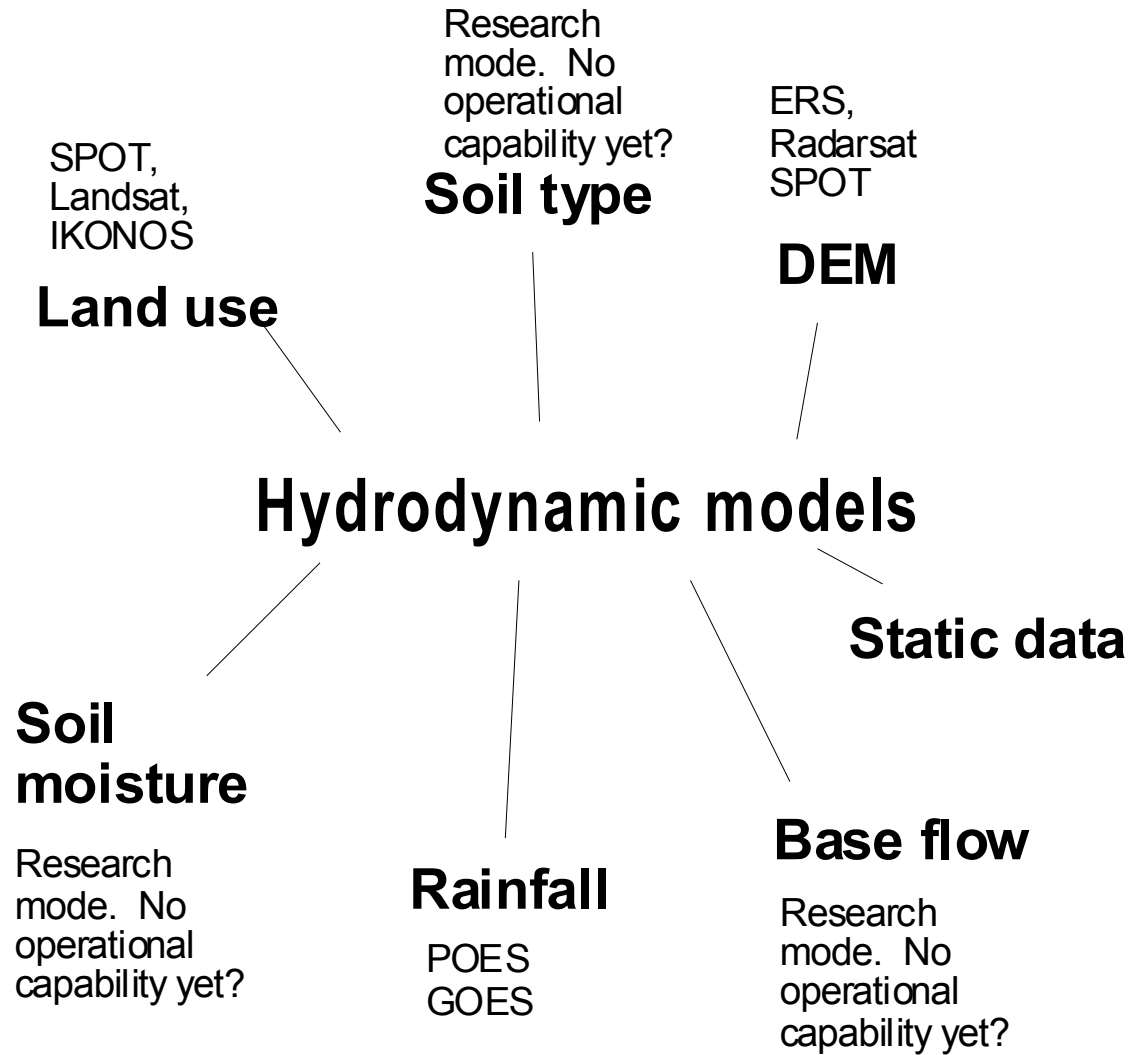 Research
mode. No
operational
capability yet?
Soil type
SPOT,
Landsat,
IKONOS
Land use
ERS,
Radarsat
SPOT
DEM
Hydrodynamic models
Static data
Soil
moisture
Research
mode. No
operational
capability yet?
Rainfall
POES
GOES
Base flow
Research
mode. No
operational
capability yet?